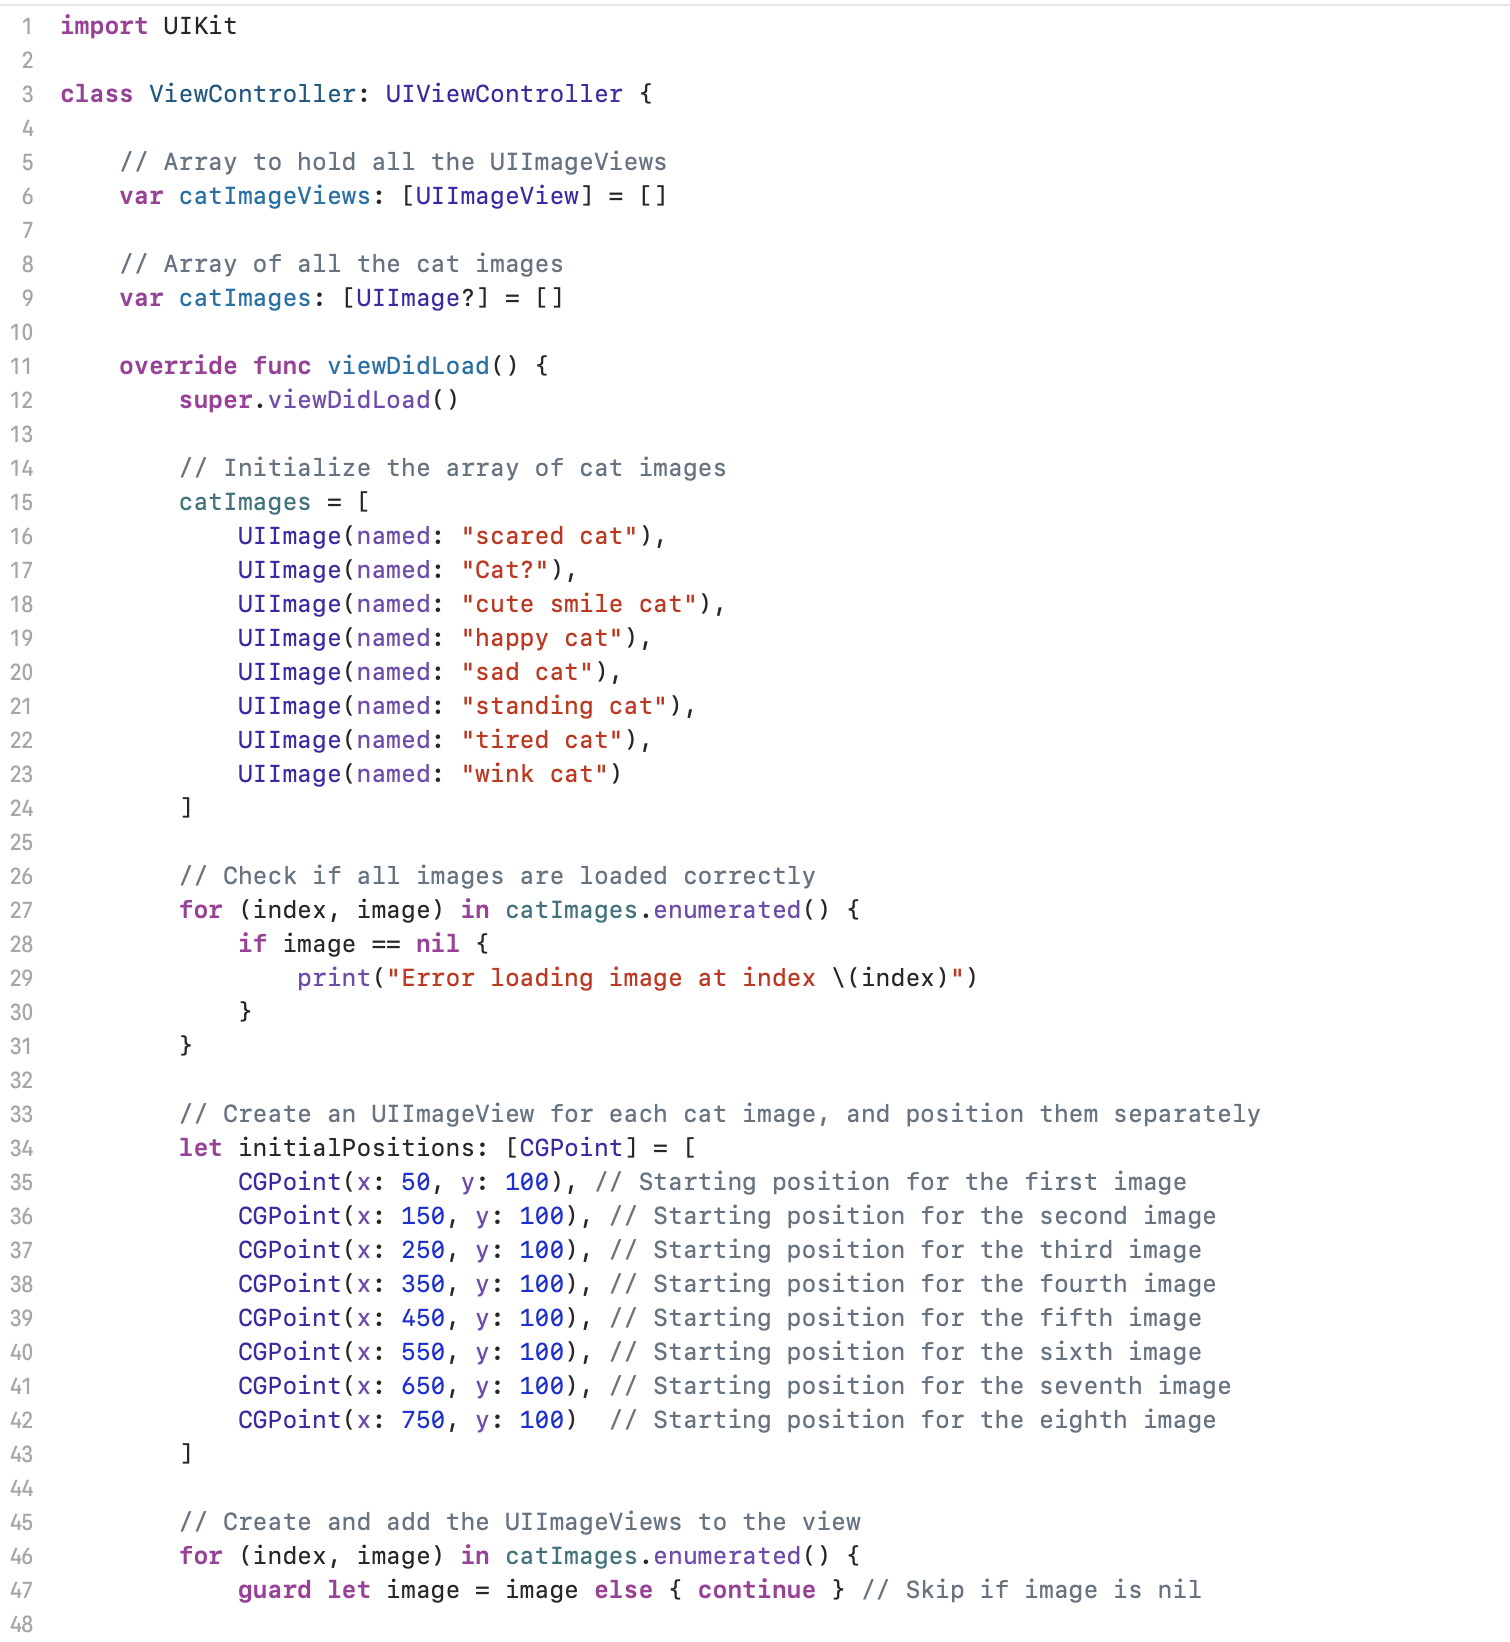 1 import UIKit
2
3 class ViewController: UIViewController {
4
5     // Array to hold all the UIImageViews
6     var catImageViews: [UIImageView] = []
7
8     // Array of all the cat images
9     var catImages: [UIImage?] = []
10
11     override func viewDidLoad() {
12         super.viewDidLoad()
13
14         // Initialize the array of cat images
15         catImages = [
16             UIImage(named: "scared cat"),
17             UIImage(named: "Cat?"),
18             UIImage(named: "cute smile cat"),
19             UIImage(named: "happy cat"),
20             UIImage(named: "sad cat"),
21             UIImage(named: "standing cat"),
22             UIImage(named: "tired cat"),
23             UIImage(named: "wink cat")
24         ]
25
26         // Check if all images are loaded correctly
27         for (index, image) in catImages.enumerated() {
28             if image == nil {
29                 print("Error loading image at index \(index)")
30             }
31         }
32
33         // Create an UIImageView for each cat image, and position them separately
34         let initialPositions: [CGPoint] = [
35             CGPoint(x: 50, y: 100), // Starting position for the first image
36             CGPoint(x: 150, y: 100), // Starting position for the second image
37             CGPoint(x: 250, y: 100), // Starting position for the third image
38             CGPoint(x: 350, y: 100), // Starting position for the fourth image
39             CGPoint(x: 450, y: 100), // Starting position for the fifth image
40             CGPoint(x: 550, y: 100), // Starting position for the sixth image
41             CGPoint(x: 650, y: 100), // Starting position for the seventh image
42             CGPoint(x: 750, y: 100)  // Starting position for the eighth image
43         ]
44
45         // Create and add the UIImageViews to the view
46         for (index, image) in catImages.enumerated() {
47             guard let image = image else { continue } // Skip if image is nil
48